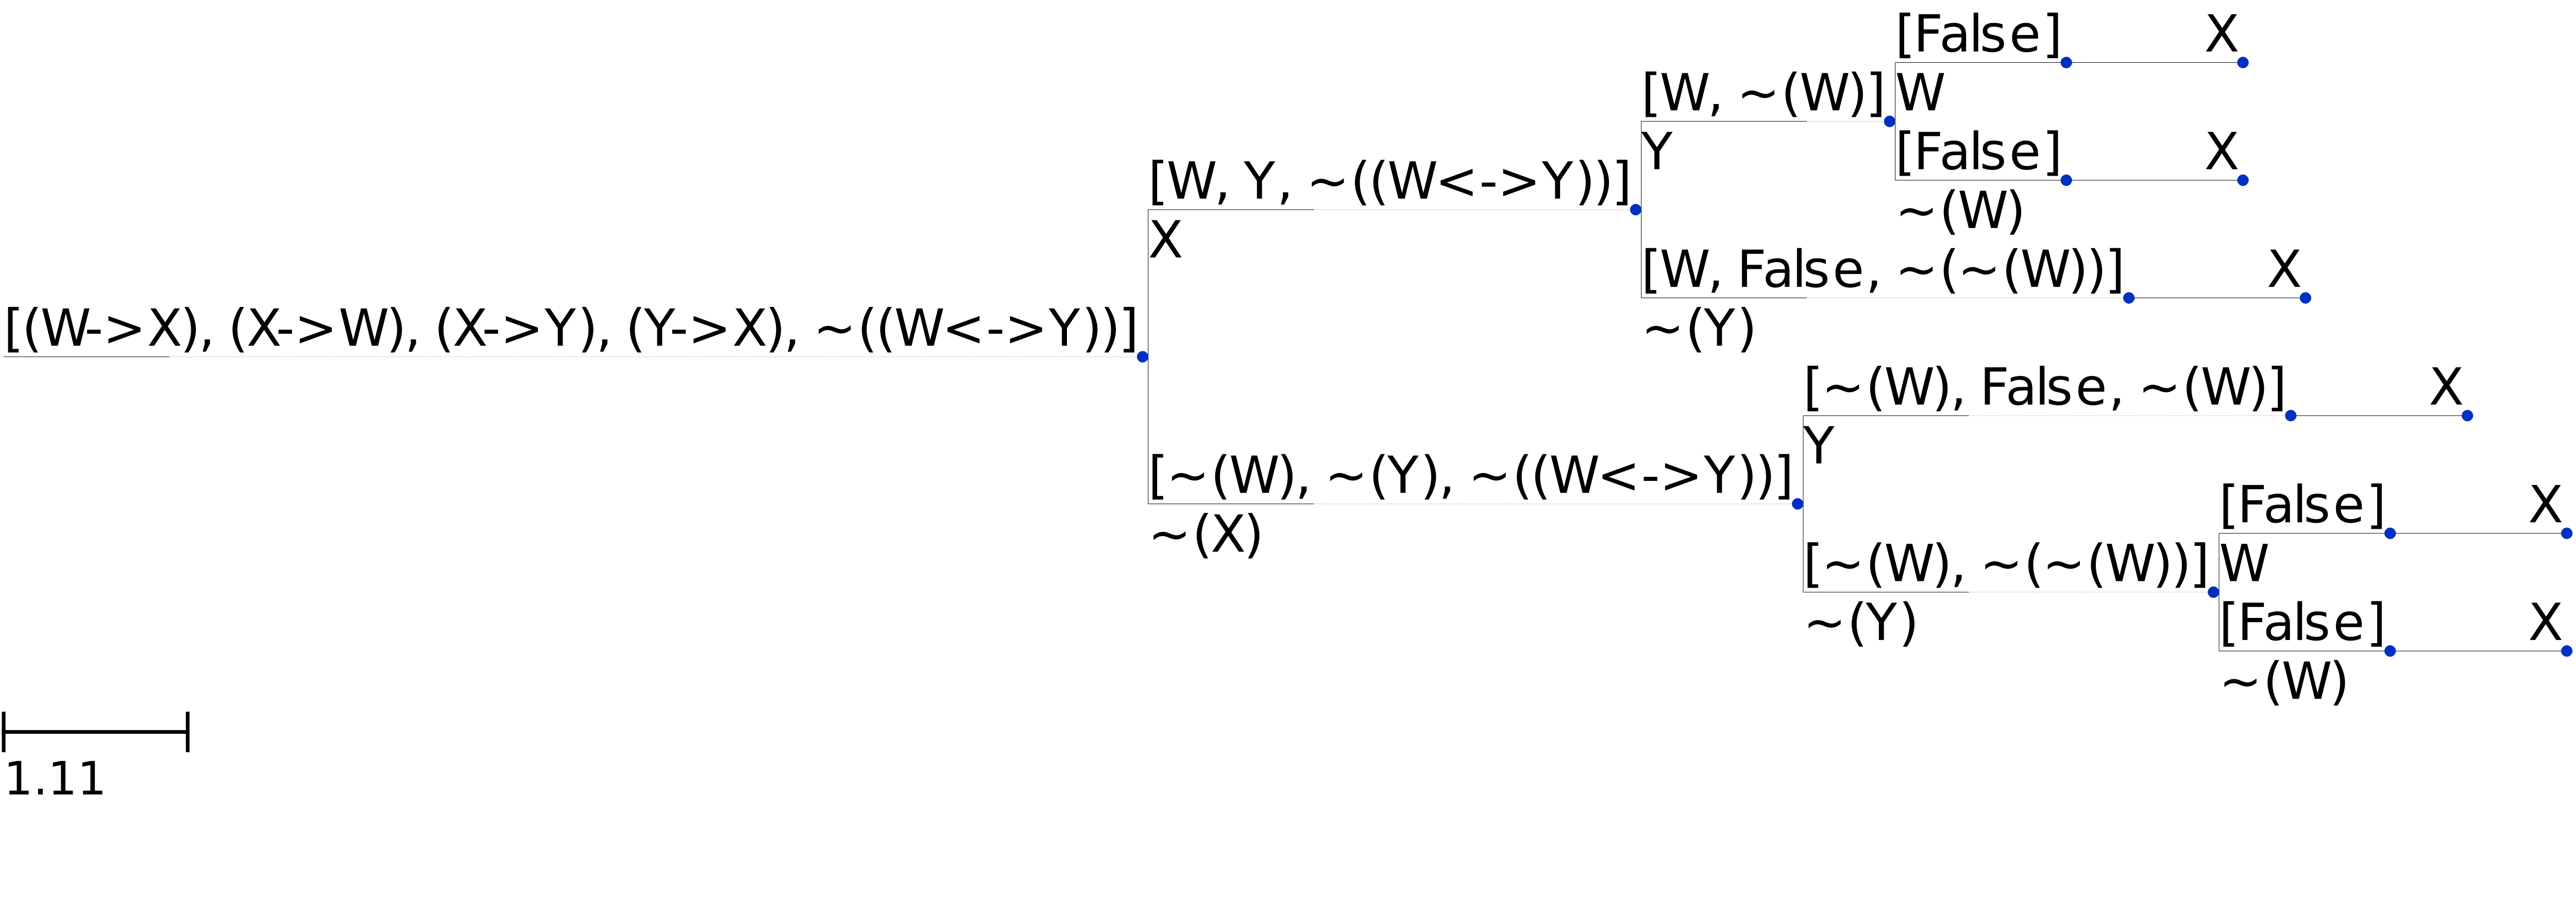 [False] X
[W, ~(W)] W
[False] X
Y
[W, Y, ~((W<->Y))]
~(W)
X
[W, False, ~(~(W))] X
[(W->X), (X->W), (X->Y), (Y->X), ~((W<->Y))]
~(Y)
[~(W), False, ~(W)] X
Y
[~(W), ~(Y), ~((W<->Y))]
[False] X
~(X)
[~(W), ~(~(W))] W
~(Y)
[False] X
~(W)
1.11